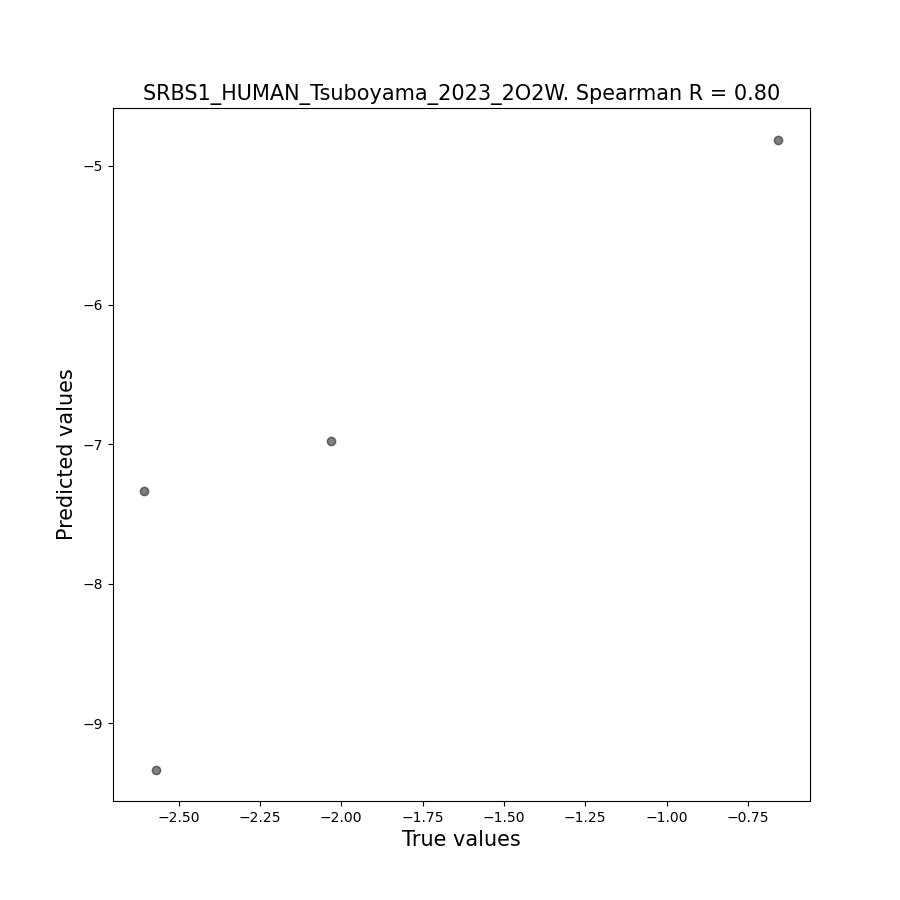 SRBS1_HUMAN_Tsuboyama_2023_2O2W. Spearman R = 0.80
−5
−6
−7
−8
−9
Predicted values
−2.50 −2.25 −2.00 −1.75 −1.50 −1.25 −1.00 −0.75
True values